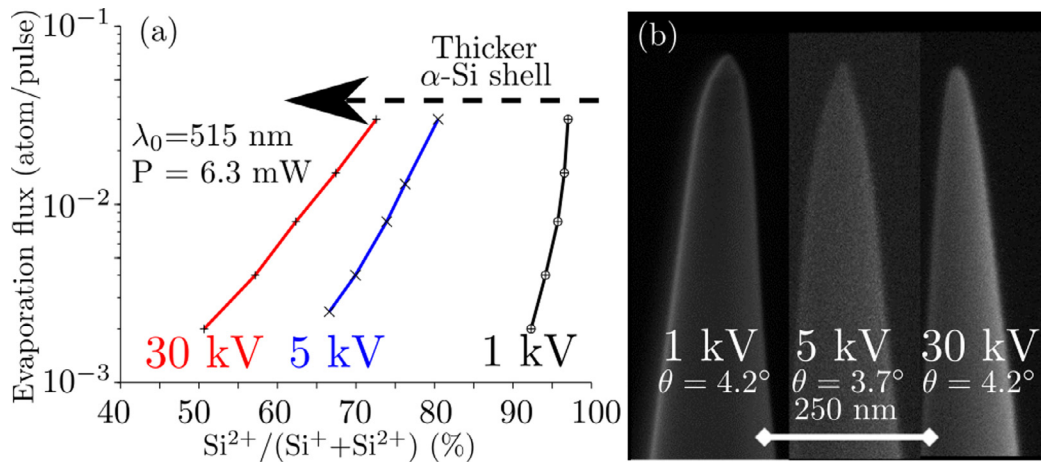 10⁻¹
10⁻²
10⁻³
Evaporation flux (atom/pulse)
(a)
Thicker
α-Si shell
λ₀=515 nm
P = 6.3 mW
30 kV
5 kV
1 kV
40 50 60 70 80 90 100
Si²⁺/(Si⁺+Si²⁺) (%)
(b)
1 kV
θ = 4.2°
5 kV
θ = 3.7°
30 kV
θ = 4.2°
250 nm